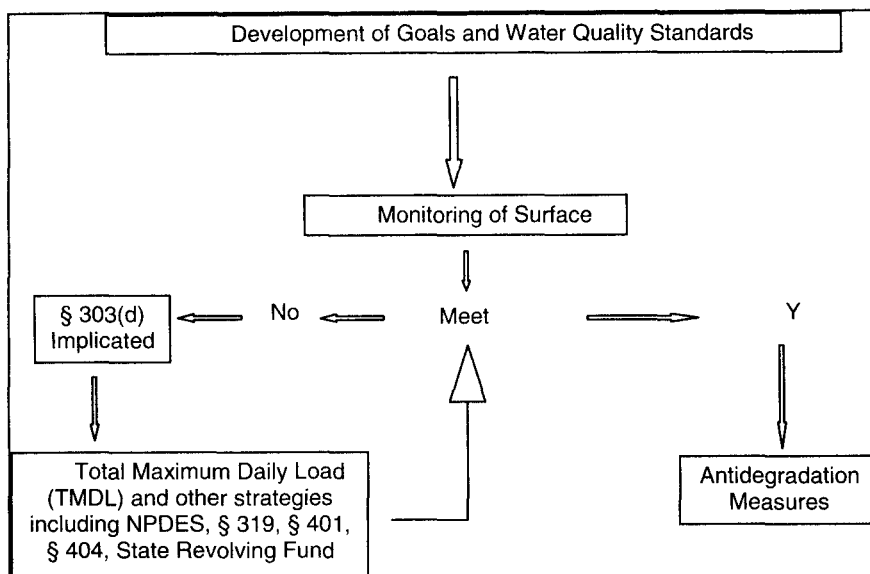 Development of Goals and Water Quality Standards
Monitoring of Surface
§ 303(d)
Implicated
No
Meet
Y
Total Maximum Daily Load
(TMDL) and other strategies
including NPDES, § 319, § 401,
§ 404, State Revolving Fund
Antidegradation
Measures